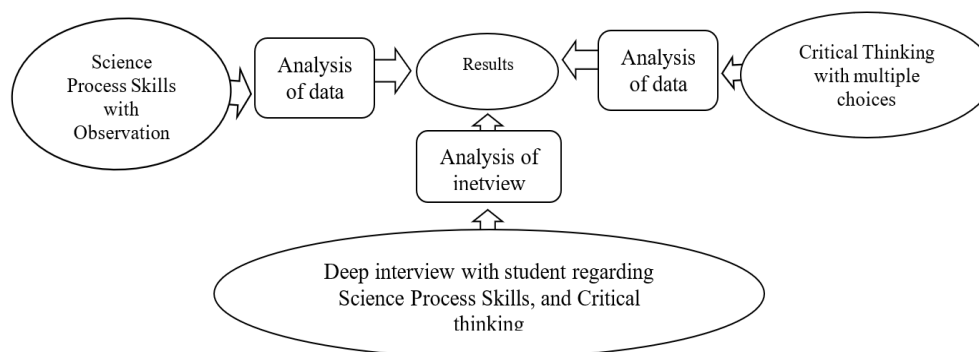 Science
Process Skills
with
Observation
Analysis
of data
Results
Analysis
of data
Critical Thinking
with multiple
choices
Analysis of
inetview
Deep interview with student regarding
Science Process Skills, and Critical
thinking